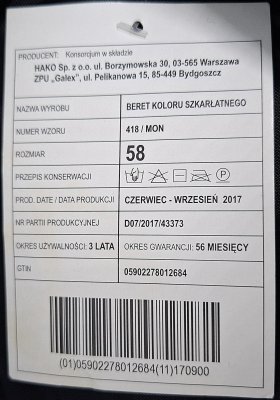 PRODUCENT: Konsorcjum w składzie
HAKO Sp. z o.o. ul. Borzymowska 30, 03-565 Warszawa
ZPU „Galex", ul. Pelikanowa 15, 85-449 Bydgoszcz
NAZWA WYROBU BERET KOLORU SZKARŁATNEGO
NUMER WZORU 418 / MON
ROZMIAR 58
PRZEPIS KONSERWACJI
PROD. DATE / DATA PRODUKCJI CZERWIEC - WRZESIEŃ 2017
NR PARTII PRODUKCYJNEJ D07/2017/43373
OKRES UŻYWALNOŚCI: 3 LATA OKRES GWARANCJI: 56 MIESIĘCY
GTIN 05902278012684
(01)05902278012684(11)170900